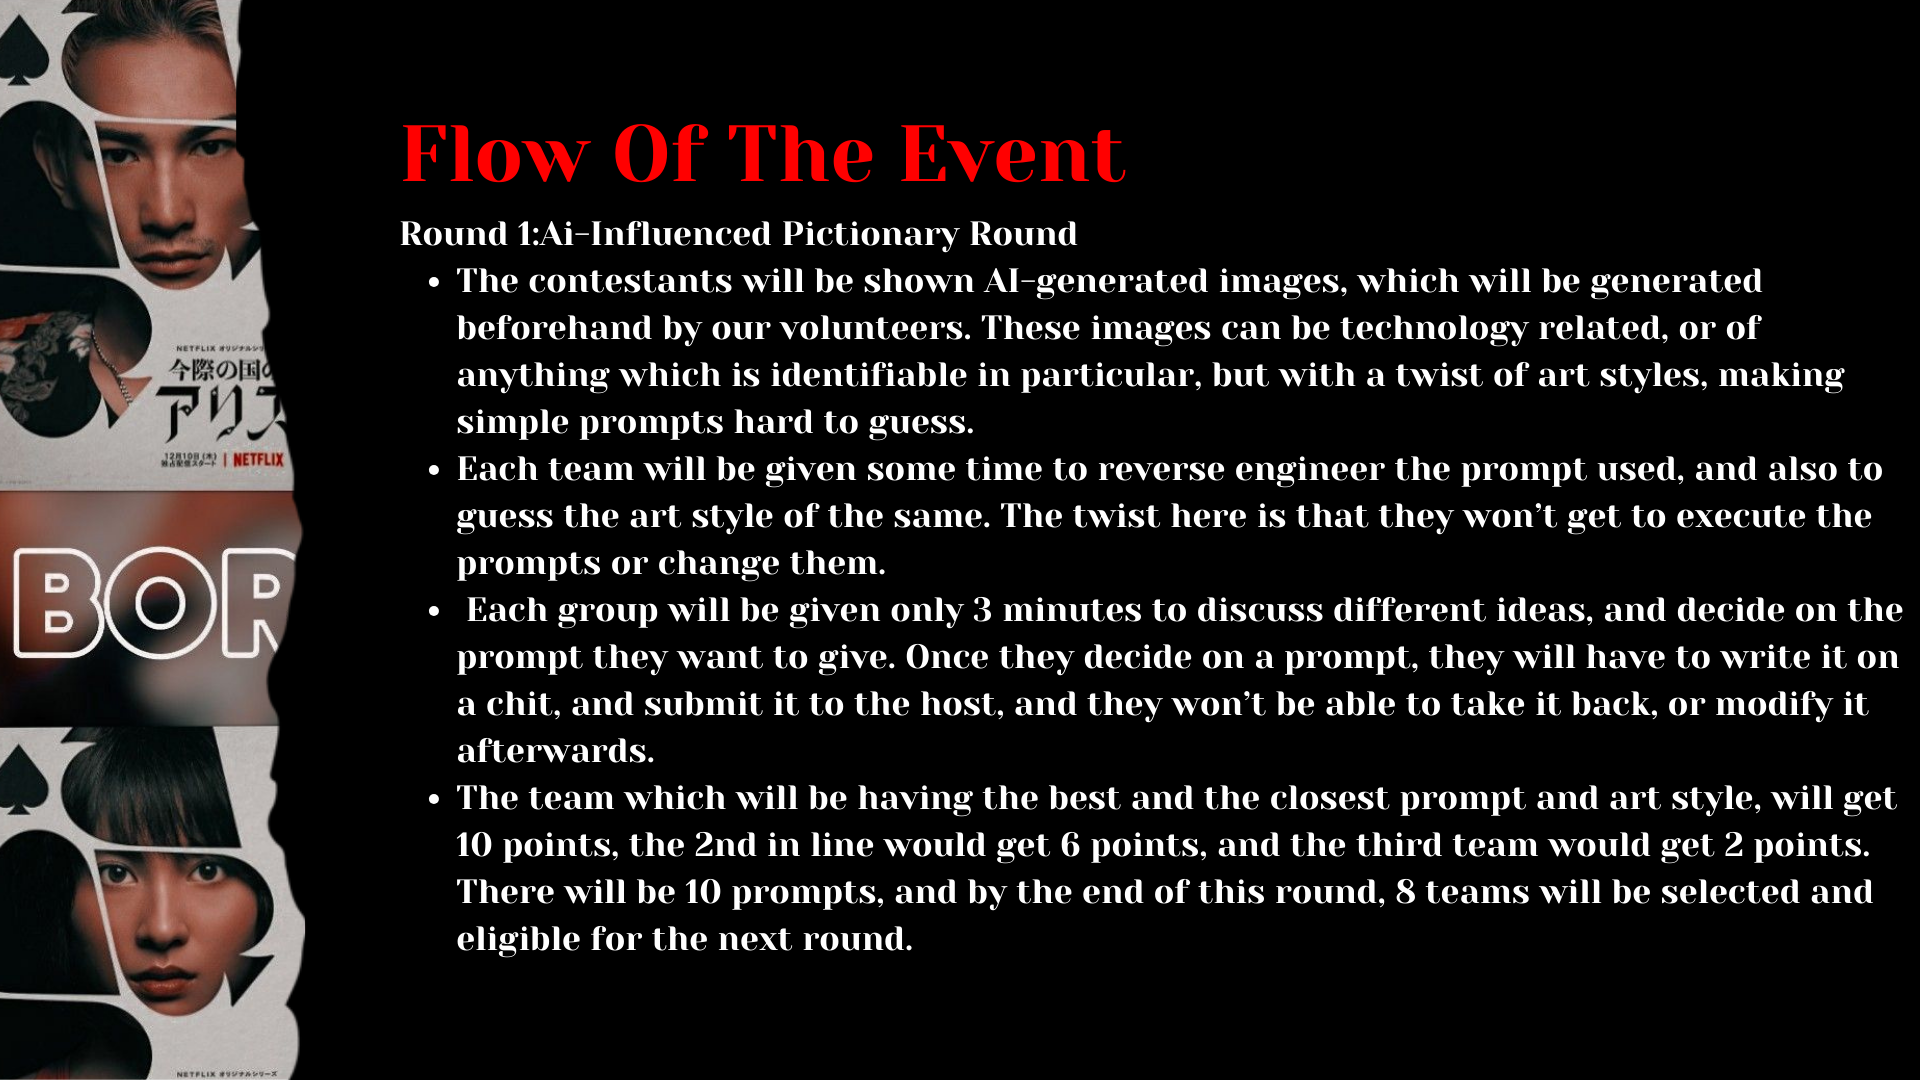 Flow Of The Event
Round 1:Ai-Influenced Pictionary Round
• The contestants will be shown AI-generated images, which will be generated
beforehand by our volunteers. These images can be technology related, or of
anything which is identifiable in particular, but with a twist of art styles, making
simple prompts hard to guess.
• Each team will be given some time to reverse engineer the prompt used, and also to
guess the art style of the same. The twist here is that they won’t get to execute the
prompts or change them.
• Each group will be given only 3 minutes to discuss different ideas, and decide on the
prompt they want to give. Once they decide on a prompt, they will have to write it on
a chit, and submit it to the host, and they won’t be able to take it back, or modify it
afterwards.
• The team which will be having the best and the closest prompt and art style, will get
10 points, the 2nd in line would get 6 points, and the third team would get 2 points.
There will be 10 prompts, and by the end of this round, 8 teams will be selected and
eligible for the next round.
NETFLIX オリジナルシリ
今際の国の
アリス
12月10日(木)
独占配信スタート | NETFLIX
BOR
NETFLIX オリジナルシリーズ